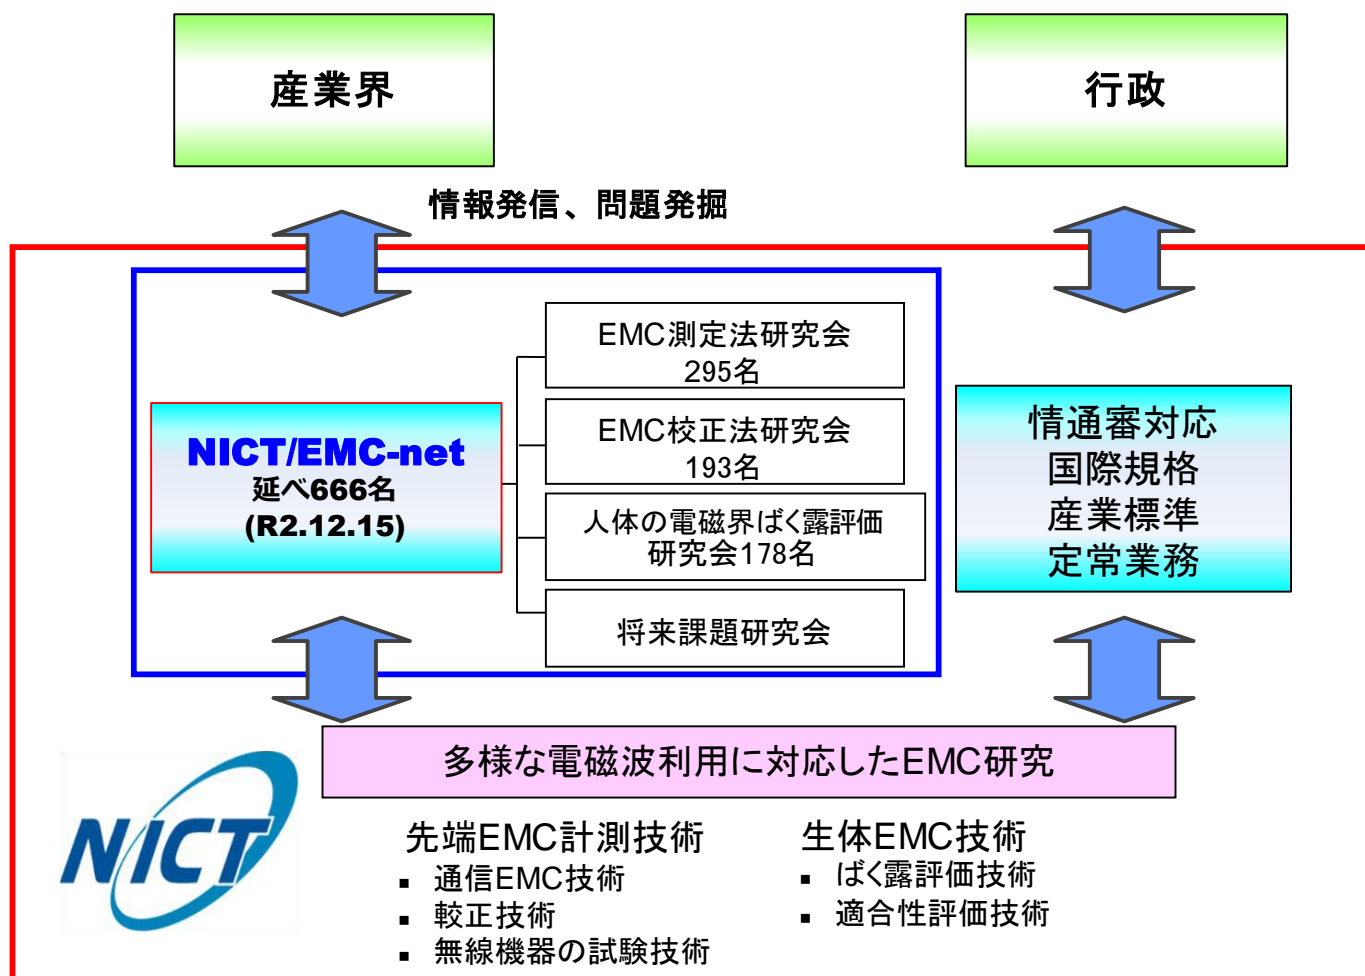 産業界
行政
情報発信、問題発掘
NICT/EMC-net
延べ666名
(R2.12.15)
EMC測定法研究会
295名
EMC校正法研究会
193名
人体の電磁界ばく露評価
研究会178名
将来課題研究会
情通審対応
国際規格
産業標準
定常業務
多様な電磁波利用に対応したEMC研究
NICT
先端EMC計測技術
▪ 通信EMC技術
▪ 較正技術
▪ 無線機器の試験技術
生体EMC技術
▪ ばく露評価技術
▪ 適合性評価技術